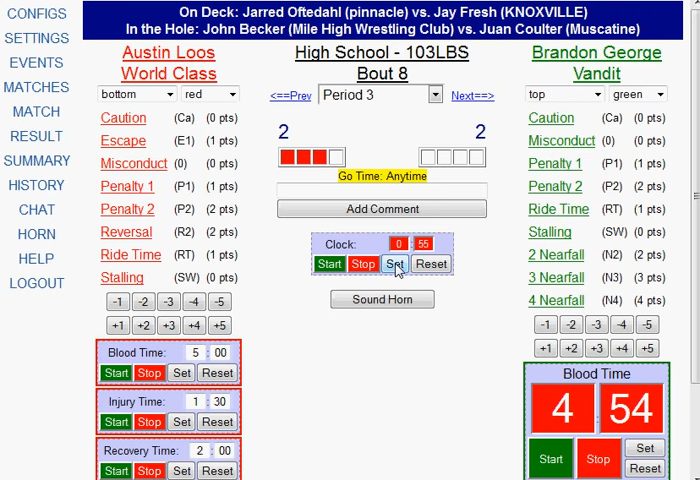 On Deck: Jarred Oftedahl (pinnacle) vs. Jay Fresh (KNOXVILLE)
In the Hole: John Becker (Mile High Wrestling Club) vs. Juan Coulter (Muscatine)
CONFIGS
SETTINGS
EVENTS
MATCHES
MATCH
RESULT
SUMMARY
HISTORY
CHAT
HORN
HELP
LOGOUT
Austin Loos
World Class
bottom red
Caution (Ca) (0 pts)
Escape (E1) (1 pts)
Misconduct (0) (0 pts)
Penalty 1 (P1) (1 pts)
Penalty 2 (P2) (2 pts)
Reversal (R2) (2 pts)
Ride Time (RT) (1 pts)
Stalling (SW) (0 pts)
-1 -2 -3 -4 -5
+1 +2 +3 +4 +5
Blood Time: 5 : 00
Start Stop Set Reset
Injury Time: 1 : 30
Start Stop Set Reset
Recovery Time: 2 : 00
Start Stop Set Reset
High School - 103LBS
Bout 8
<==Prev Period 3 Next==>
2 2
Go Time: Anytime
Add Comment
Clock: 0 : 55
Start Stop Set Reset
Sound Horn
Brandon George
Vandit
top green
Caution (Ca) (0 pts)
Misconduct (0) (0 pts)
Penalty 1 (P1) (1 pts)
Penalty 2 (P2) (2 pts)
Ride Time (RT) (1 pts)
Stalling (SW) (0 pts)
2 Nearfall (N2) (2 pts)
3 Nearfall (N3) (3 pts)
4 Nearfall (N4) (4 pts)
-1 -2 -3 -4 -5
+1 +2 +3 +4 +5
Blood Time
4 : 54
Start Stop Set
Reset